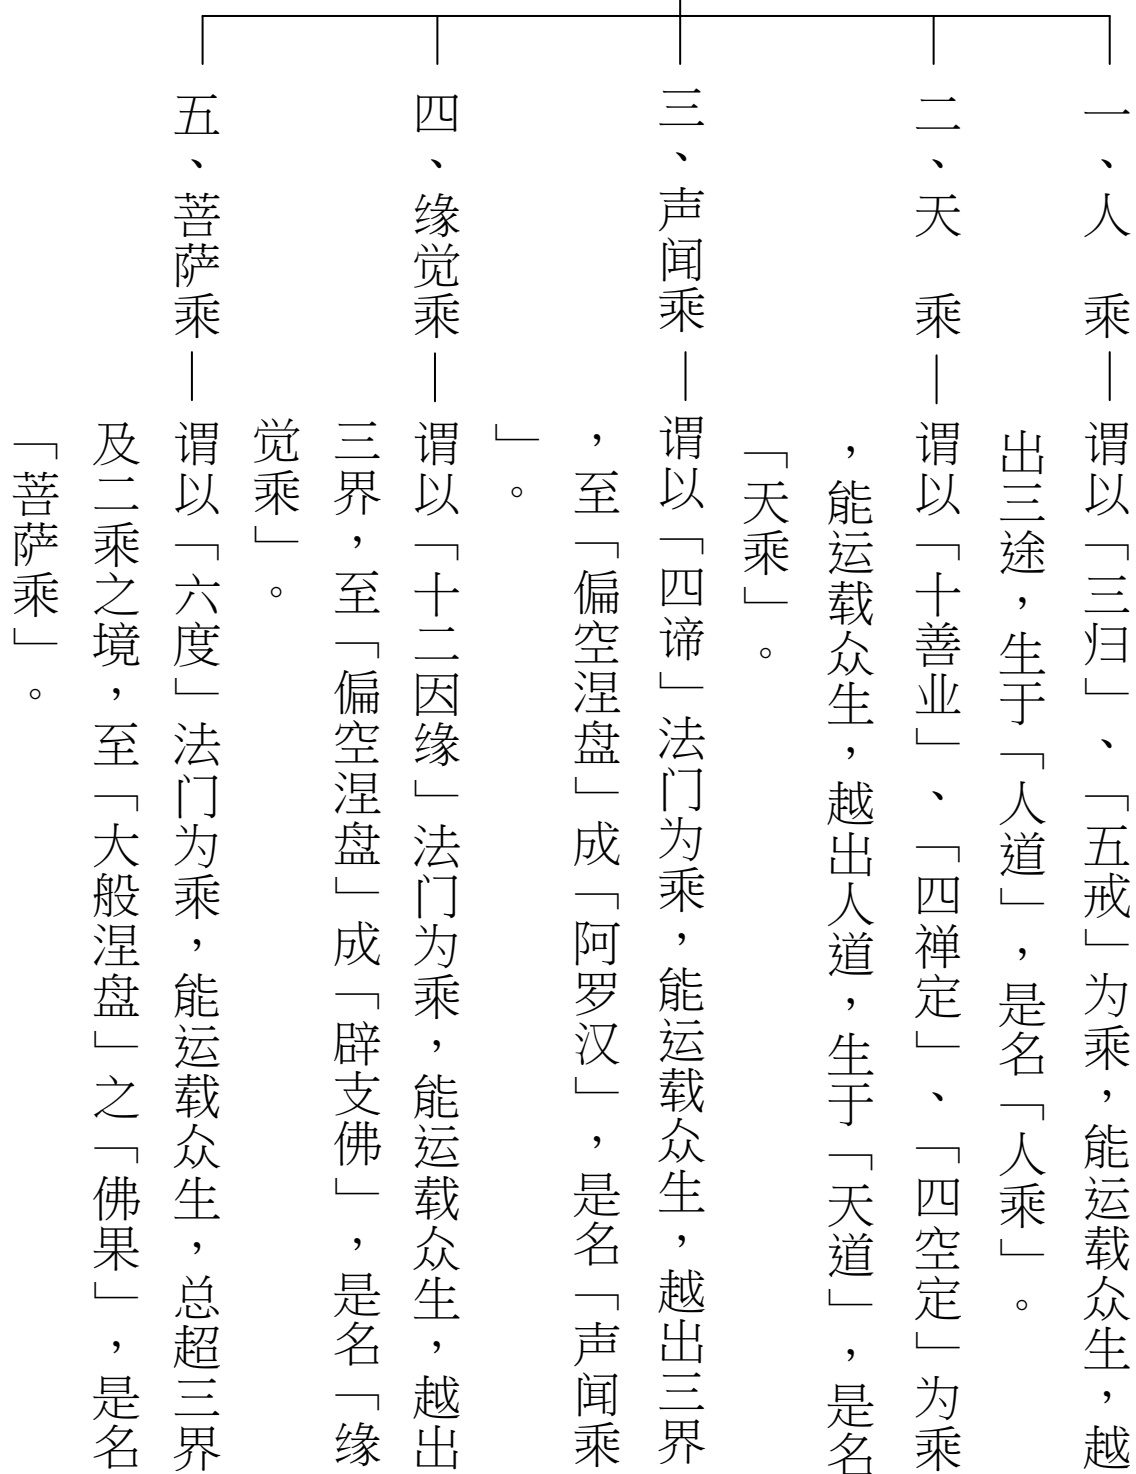 一、人　乘—谓以「三归」、「五戒」为乘，能运载众生，越
出三途，生于「人道」，是名「人乘」。
二、天　乘—谓以「十善业」、「四禅定」、「四空定」为乘
，能运载众生，越出人道，生于「天道」，是名
「天乘」。
三、声闻乘—谓以「四谛」法门为乘，能运载众生，越出三界
，至「偏空涅盘」成「阿罗汉」，是名「声闻乘
」。
四、缘觉乘—谓以「十二因缘」法门为乘，能运载众生，越出
三界，至「偏空涅盘」成「辟支佛」，是名「缘
觉乘」。
五、菩萨乘—谓以「六度」法门为乘，能运载众生，总超三界
及二乘之境，至「大般涅盘」之「佛果」，是名
「菩萨乘」。